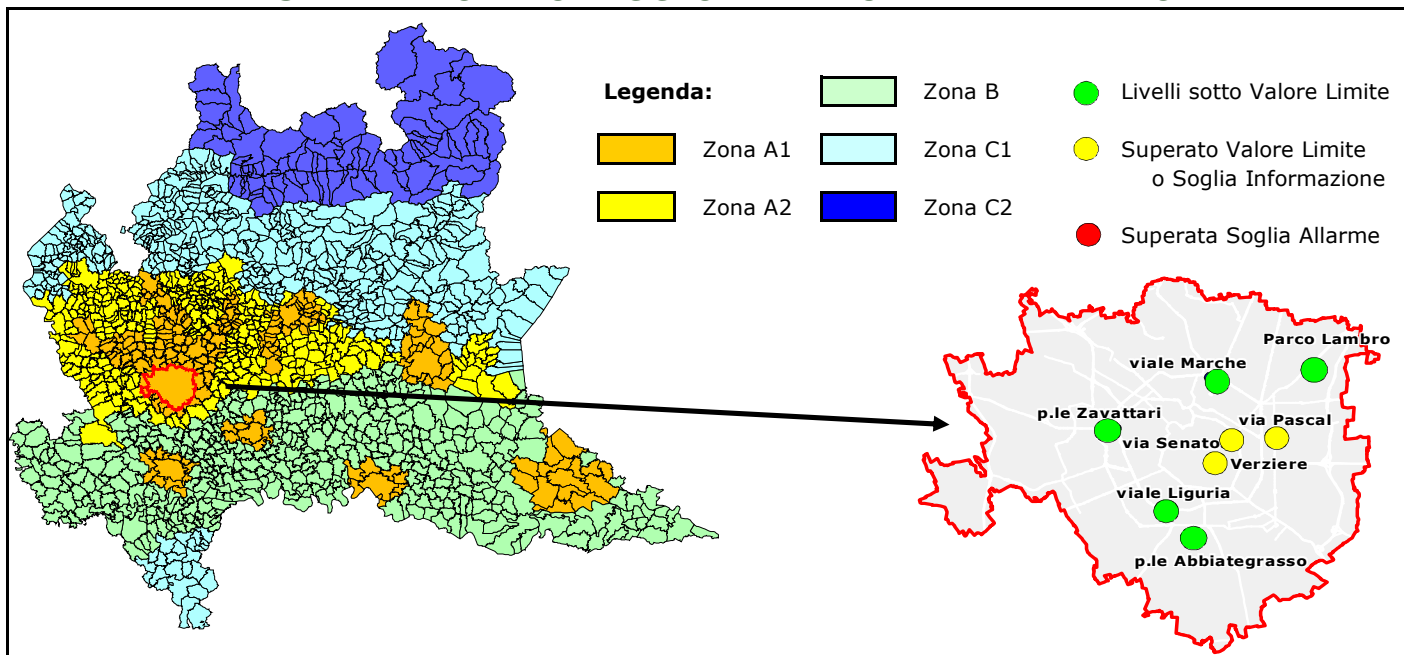 Legenda:
Zona A1
Zona A2
Zona B
Zona C1
Zona C2
Livelli sotto Valore Limite
Superato Valore Limite
o Soglia Informazione
Superata Soglia Allarme
Parco Lambro
viale Marche
p.le Zavattari
via Pascal
via Senato
Verziere
viale Liguria
p.le Abbiategrasso